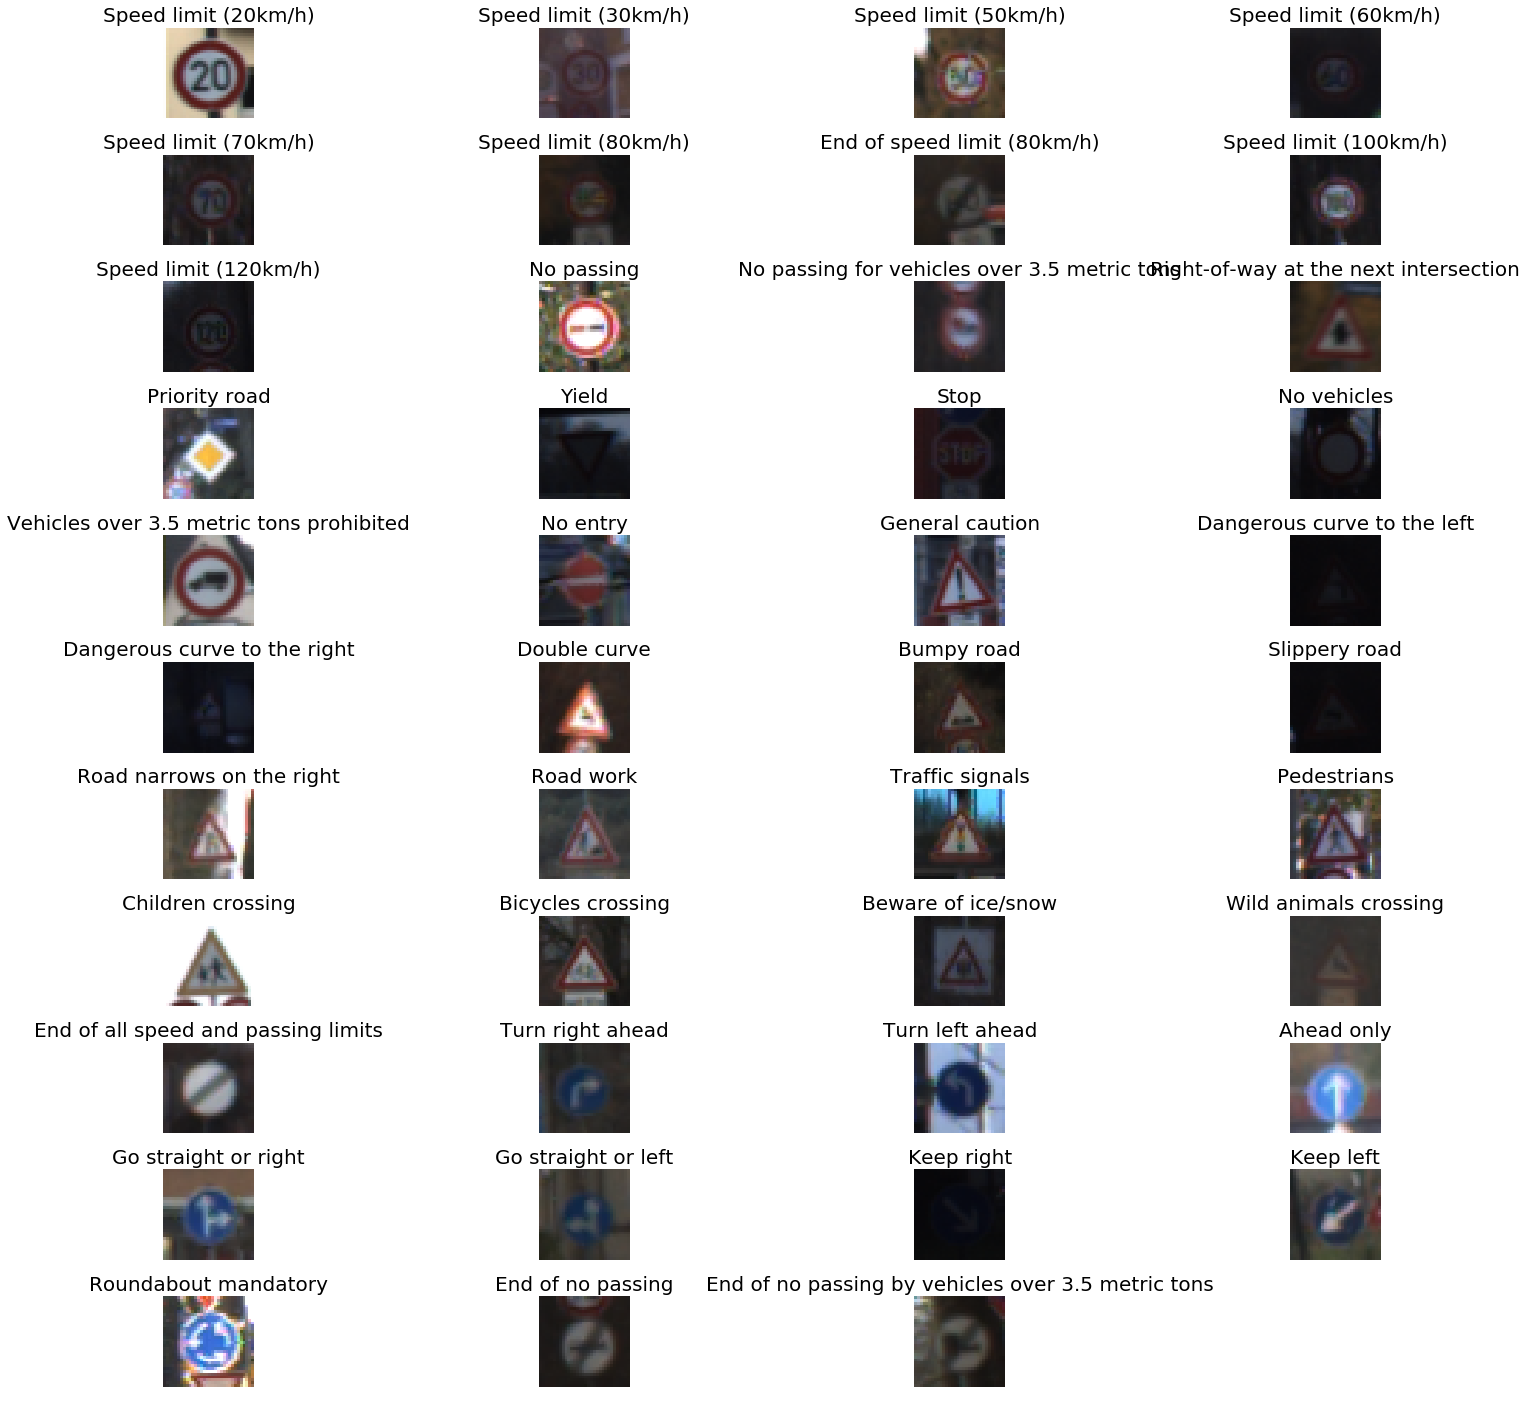 Speed limit (20km/h) Speed limit (30km/h) Speed limit (50km/h) Speed limit (60km/h)
20 30 50 60
Speed limit (70km/h) Speed limit (80km/h) End of speed limit (80km/h) Speed limit (100km/h)
70
Speed limit (120km/h) No passing No passing for vehicles over 3.5 metric tons Right-of-way at the next intersection
Priority road Yield Stop No vehicles
STOP
Vehicles over 3.5 metric tons prohibited No entry General caution Dangerous curve to the left
Dangerous curve to the right Double curve Bumpy road Slippery road
Road narrows on the right Road work Traffic signals Pedestrians
Children crossing Bicycles crossing Beware of ice/snow Wild animals crossing
End of all speed and passing limits Turn right ahead Turn left ahead Ahead only
Go straight or right Go straight or left Keep right Keep left
Roundabout mandatory End of no passing End of no passing by vehicles over 3.5 metric tons